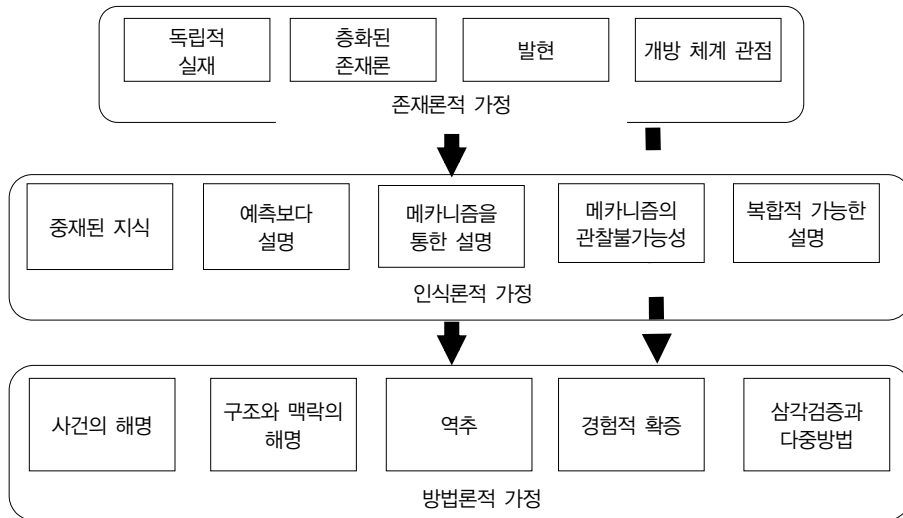 독립적
실재
층화된
존재론
발현
개방 체계 관점
존재론적 가정
중재된 지식
예측보다
설명
메카니즘을
통한 설명
메카니즘의
관찰불가능성
복합적 가능한
설명
인식론적 가정
사건의 해명
구조와 맥락의
해명
역추
경험적 확증
삼각검증과
다중방법
방법론적 가정